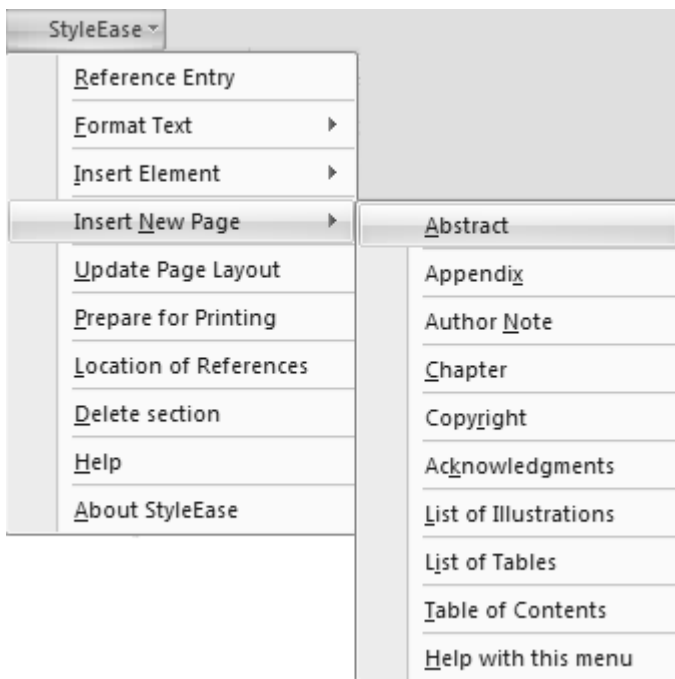 StyleEase
Reference Entry
Format Text
Insert Element
Insert New Page
Update Page Layout
Prepare for Printing
Location of References
Delete section
Help
About StyleEase
Abstract
Appendix
Author Note
Chapter
Copyright
Acknowledgments
List of Illustrations
List of Tables
Table of Contents
Help with this menu